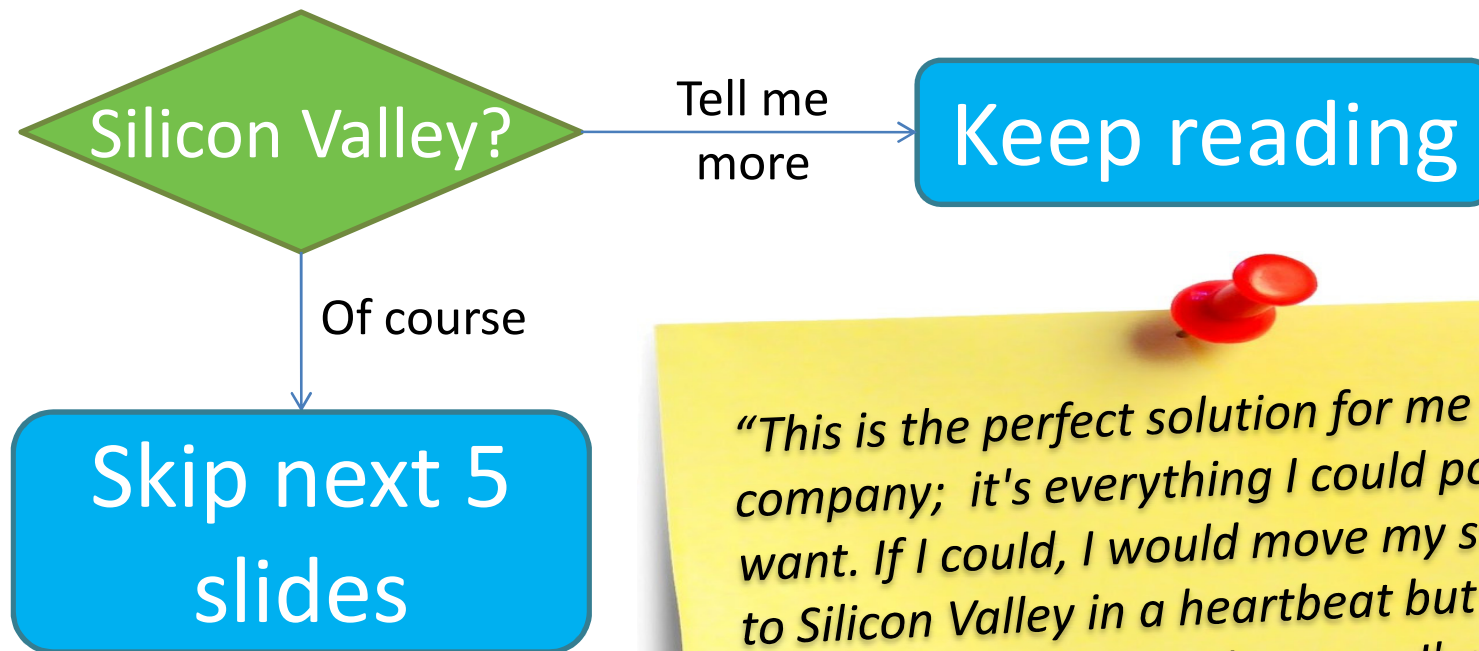 Silicon Valley?
Tell me
more
Keep reading
Of course
Skip next 5
slides
“This is the perfect solution for me
company;  it's everything I could
want. If I could, I would move my
to Silicon Valley in a heartbeat but